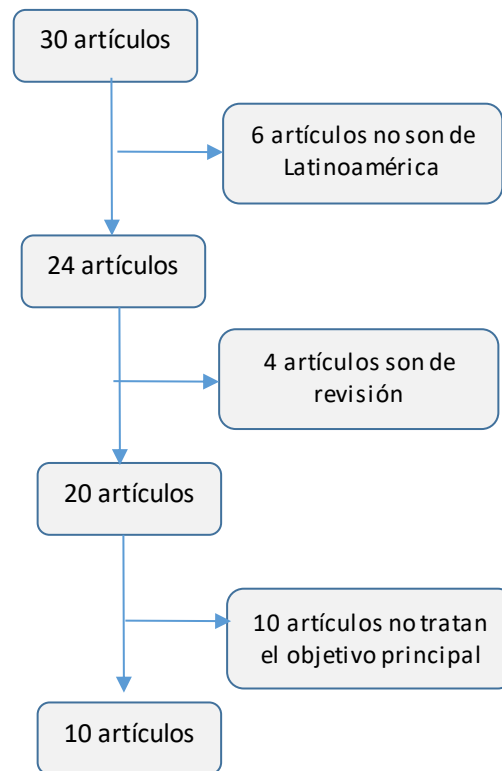 30 artículos
6 artículos no son de
Latinoamérica
24 artículos
4 artículos son de
revisión
20 artículos
10 artículos no tratan
el objetivo principal
10 artículos